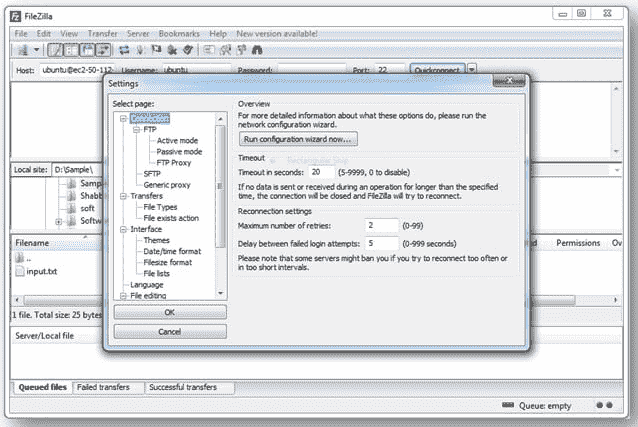 FileZilla
File Edit View Transfer Server Bookmarks Help New version available!
Host: ubuntu@ec2-50-112 Username: ubuntu Password: Port: 22 Quickconnect
Settings
Select page:
Connection
FTP
Active mode
Passive mode
FTP Proxy
SFTP
Generic proxy
Transfers
File Types
File exists action
Interface
Themes
Date/time format
Filesize format
File lists
Language
File editing
OK
Cancel
Overview
For more detailed information about what these options do, please run the
network configuration wizard.
Run configuration wizard now...
Timeout
Rectangular Snip
Timeout in seconds: 20 (5-9999, 0 to disable)
If no data is sent or received during an operation for longer than the specified
time, the connection will be closed and FileZilla will try to reconnect.
Reconnection settings
Maximum number of retries: 2 (0-99)
Delay between failed login attempts: 5 (0-999 seconds)
Please note that some servers might ban you if you try to reconnect too often or
in too short intervals.
Local site: D:\Sample\
Samp
Shabb
soft
Softw
Filename
..
input.txt
d Permissions Ov
1 file. Total size: 25 bytes
Server/Local file
Queued files Failed transfers Successful transfers
Queue: empty